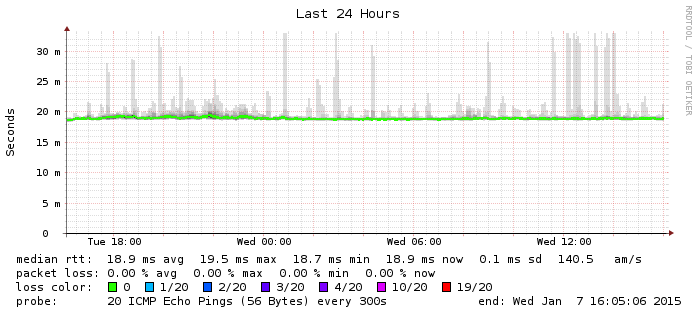 Last 24 Hours
RRDTOOL / TOBI OETIKER
Seconds
30 m
25 m
20 m
15 m
10 m
5 m
0
Tue 18:00 Wed 00:00 Wed 06:00 Wed 12:00
median rtt: 18.9 ms avg 19.5 ms max 18.7 ms min 18.9 ms now 0.1 ms sd 140.5 am/s
packet loss: 0.00 % avg 0.00 % max 0.00 % min 0.00 % now
loss color: 0 1/20 2/20 3/20 4/20 10/20 19/20
probe: 20 ICMP Echo Pings (56 Bytes) every 300s end: Wed Jan 7 16:05:06 2015